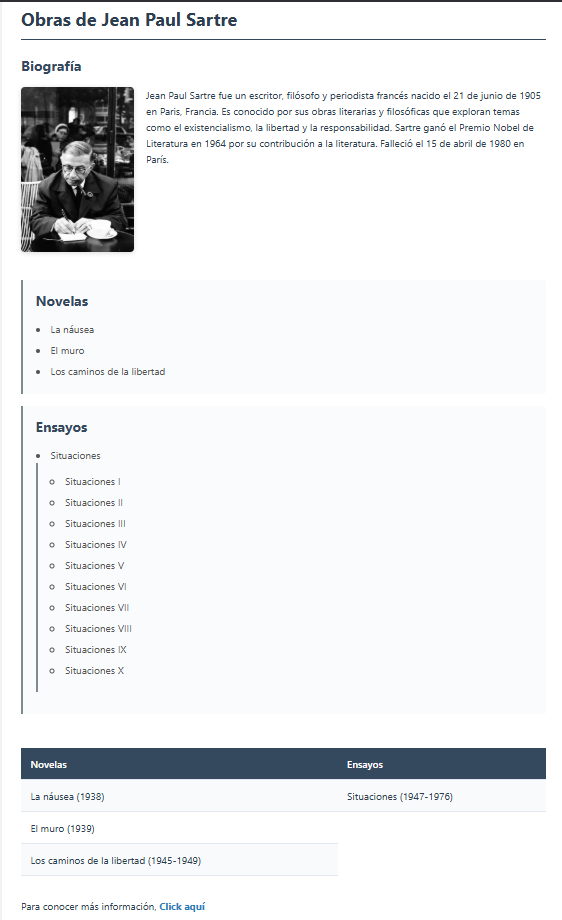 Obras de Jean Paul Sartre
Biografía
Jean Paul Sartre fue un escritor, filósofo y periodista francés nacido el 21 de junio de 1905
en Paris, Francia. Es conocido por sus obras literarias y filosóficas que exploran temas
como el existencialismo, la libertad y la responsabilidad. Sartre ganó el Premio Nobel de
Literatura en 1964 por su contribución a la literatura. Falleció el 15 de abril de 1980 en
París.
Novelas
La náusea
El muro
Los caminos de la libertad
Ensayos
Situaciones
Situaciones I
Situaciones II
Situaciones III
Situaciones IV
Situaciones V
Situaciones VI
Situaciones VII
Situaciones VIII
Situaciones IX
Situaciones X
Novelas Ensayos
La náusea (1938) Situaciones (1947-1976)
El muro (1939)
Los caminos de la libertad (1945-1949)
Para conocer más información, Click aquí